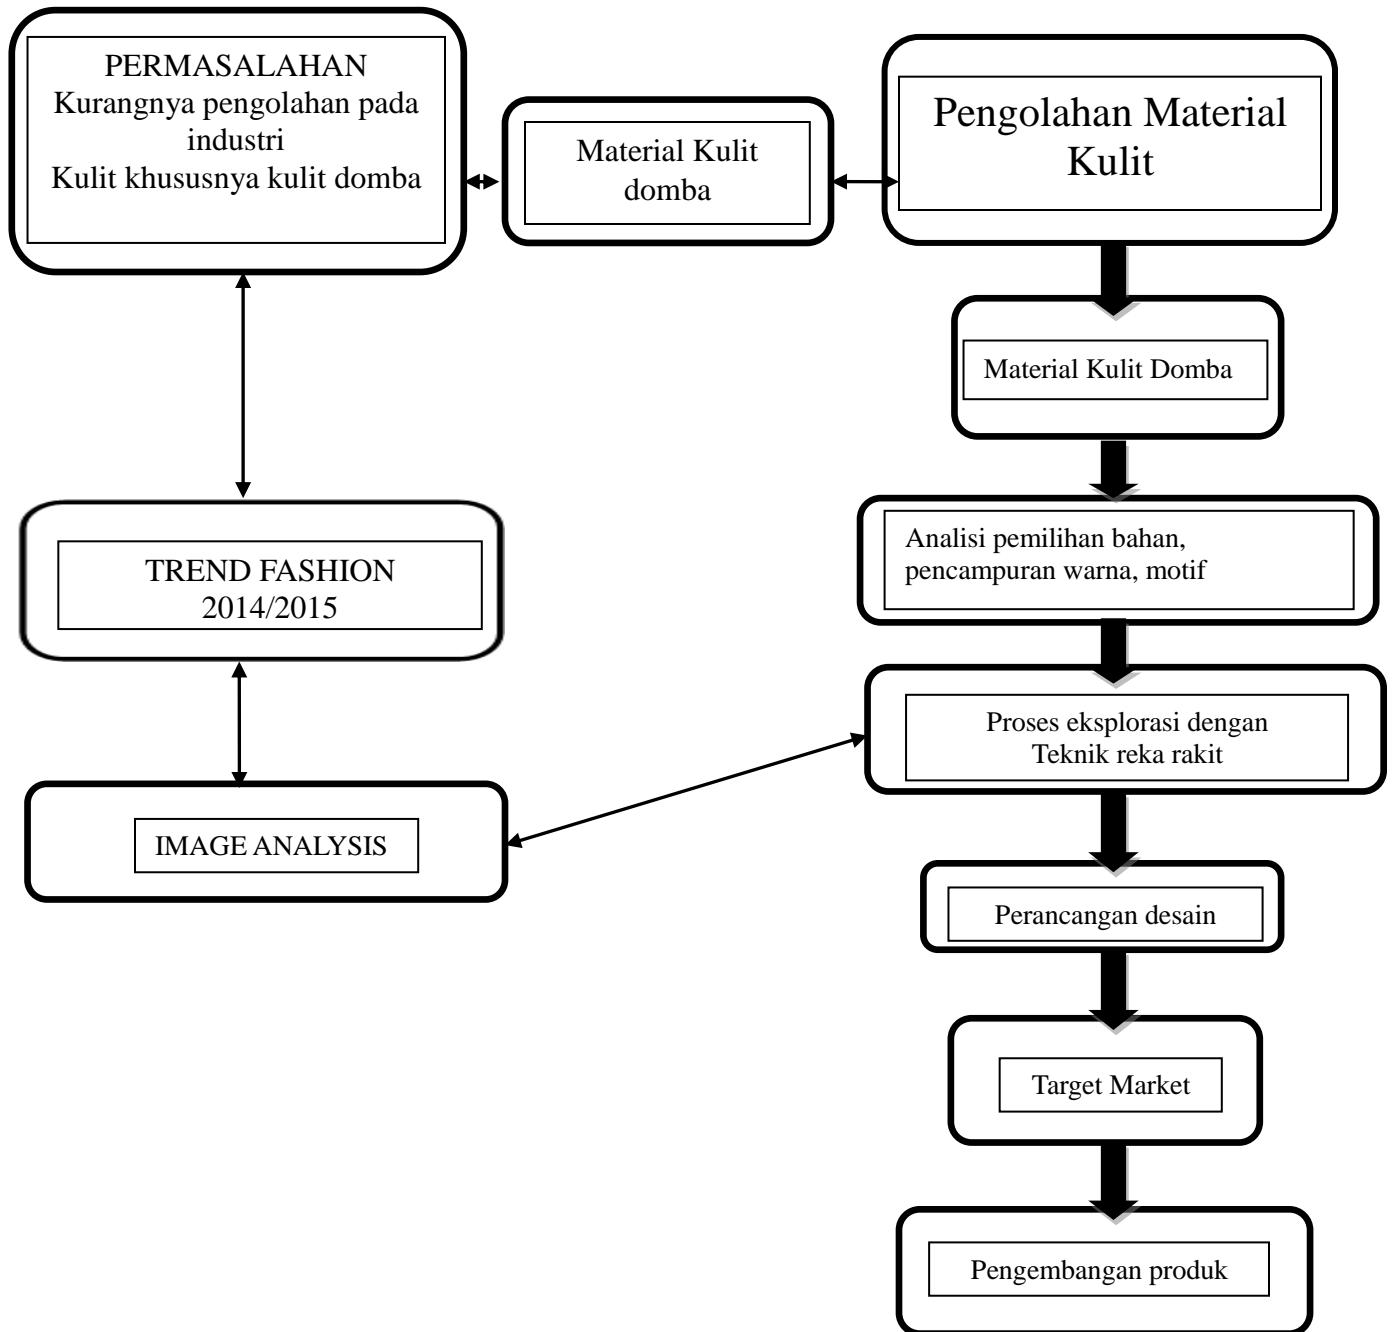 PERMASALAHAN
Kurangnya pengolahan pada
industri
Kulit khususnya kulit domba
Material Kulit
domba
Pengolahan Material
Kulit
Material Kulit Domba
Analisi pemilihan bahan,
pencampuran warna, motif
TREND FASHION
2014/2015
Proses eksplorasi dengan
Teknik reka rakit
IMAGE ANALYSIS
Perancangan desain
Target Market
Pengembangan produk